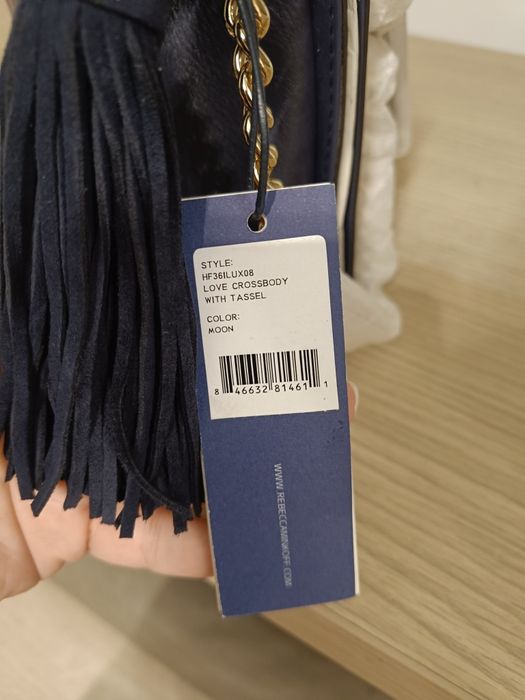 STYLE:
HF36ILUX08
LOVE CROSSBODY
WITH TASSEL
COLOR:
MOON
8 46632 81461 1
WWW.REBECCAMINKOFF.COM